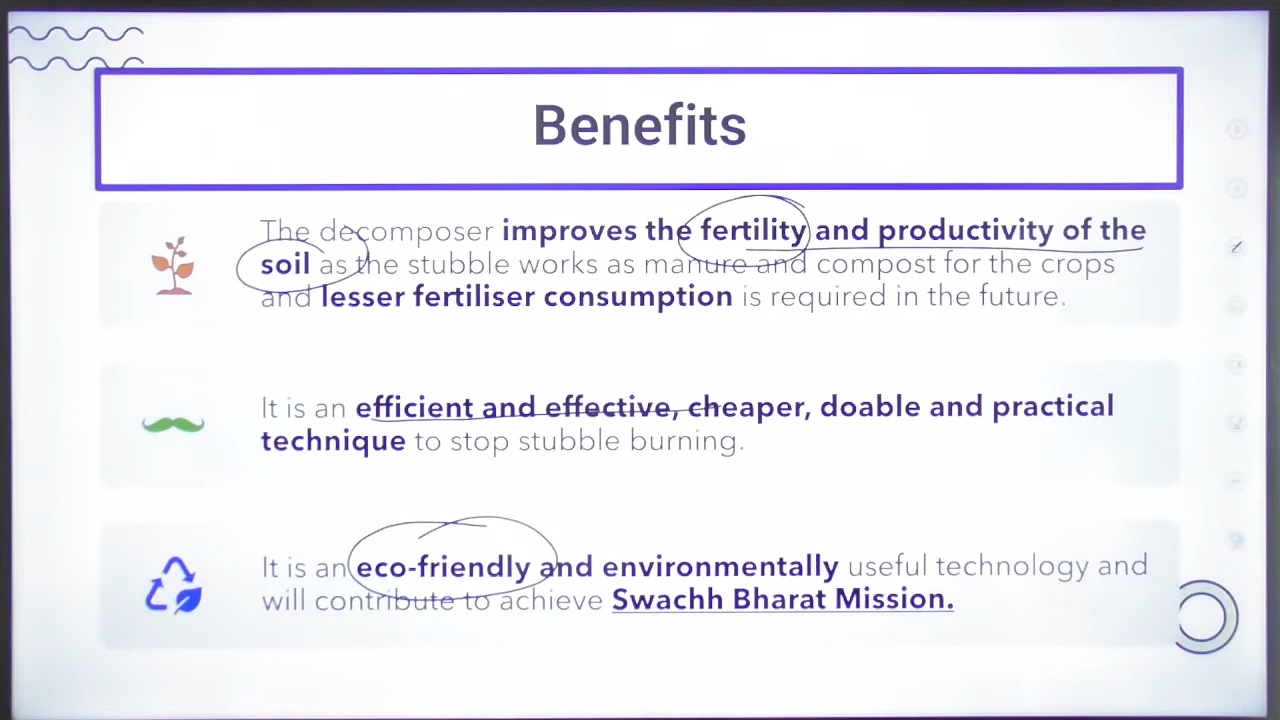 Benefits
The decomposer improves the fertility and productivity of the
soil as the stubble works as manure and compost for the crops
and lesser fertiliser consumption is required in the future.
It is an efficient and effective, cheaper, doable and practical
technique to stop stubble burning.
It is an eco-friendly and environmentally useful technology and
will contribute to achieve Swachh Bharat Mission.